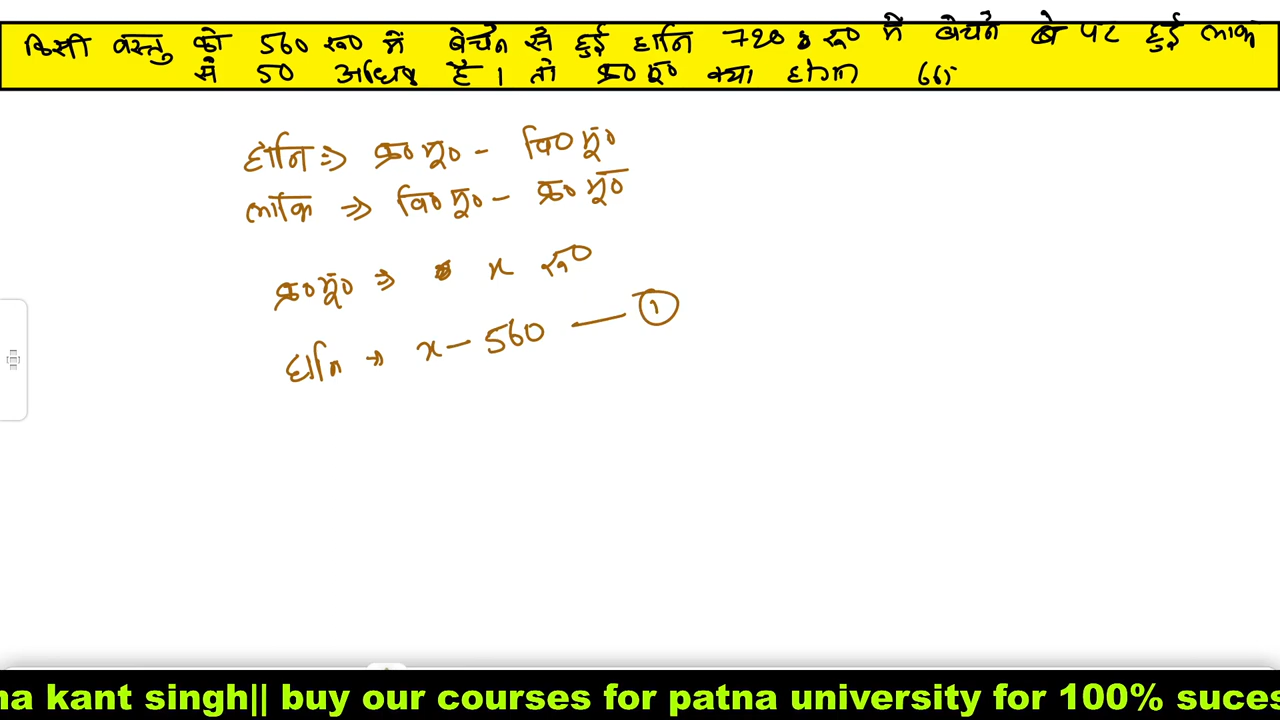 किसी वस्तु को 560 रू० में बेचने से हुई हानि 720 रू० में बेचने पर हुई लाभ
से 50 अधिक है। तो क्र०मू० क्या होगा 665
हानि ⇒ क्र०मू० - वि०मू०
लाभ ⇒ वि०मू० - क्र०मू०
क्र०मू० ⇒ x रू०
हानि → x - 560 — ①
na kant singh|| buy our courses for patna university for 100% suces